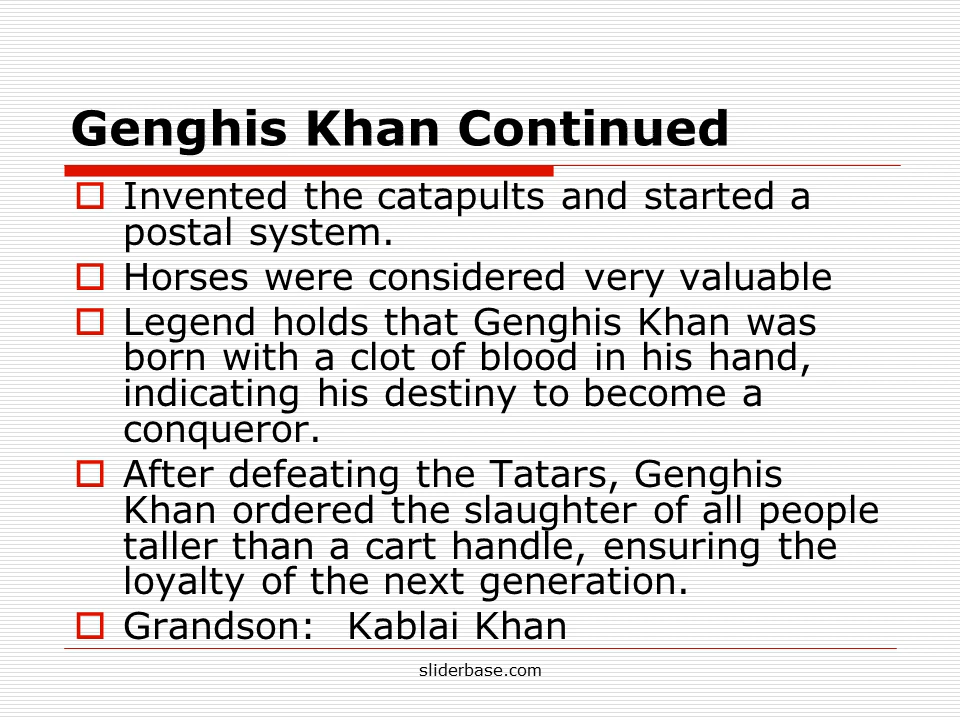 Genghis Khan Continued
Invented the catapults and started a
postal system.
Horses were considered very valuable
Legend holds that Genghis Khan was
born with a clot of blood in his hand,
indicating his destiny to become a
conqueror.
After defeating the Tatars, Genghis
Khan ordered the slaughter of all people
taller than a cart handle, ensuring the
loyalty of the next generation.
Grandson: Kablai Khan
sliderbase.com